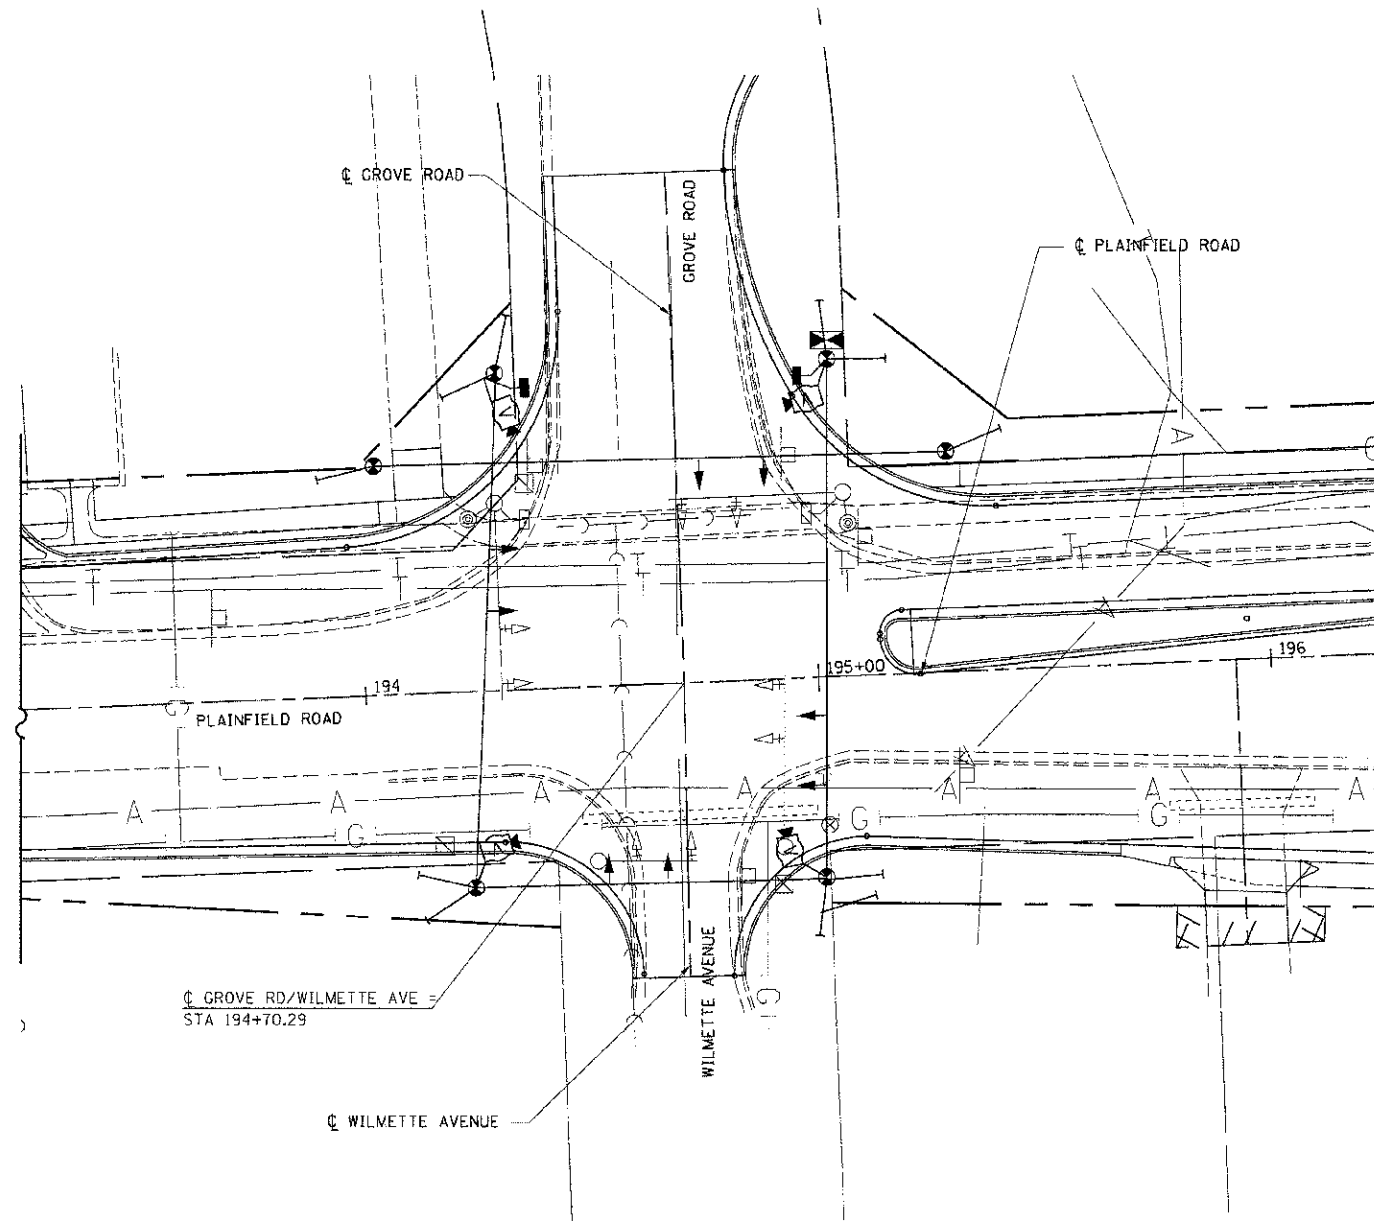 ℄ GROVE ROAD
GROVE ROAD
℄ PLAINFIELD ROAD
A
G
T
T
T
T
T
T
195+00
196
194
PLAINFIELD ROAD
A
A
A
A
A
A
A
G
G
G
WILMETTE AVENUE
G
℄ GROVE RD/WILMETTE AVE =
STA 194+70.29
℄ WILMETTE AVENUE